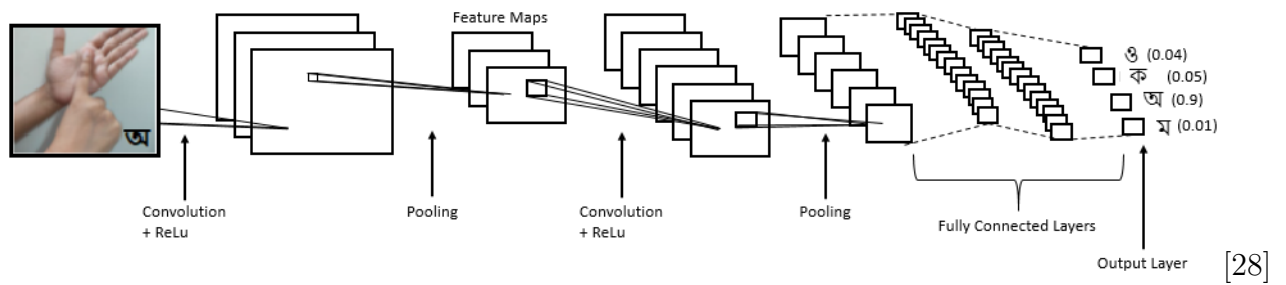 Feature Maps
অ
ও (0.04)
ক (0.05)
অ (0.9)
ম (0.01)
Convolution
+ ReLu
Pooling
Convolution
+ ReLu
Pooling
Fully Connected Layers
Output Layer
[28]